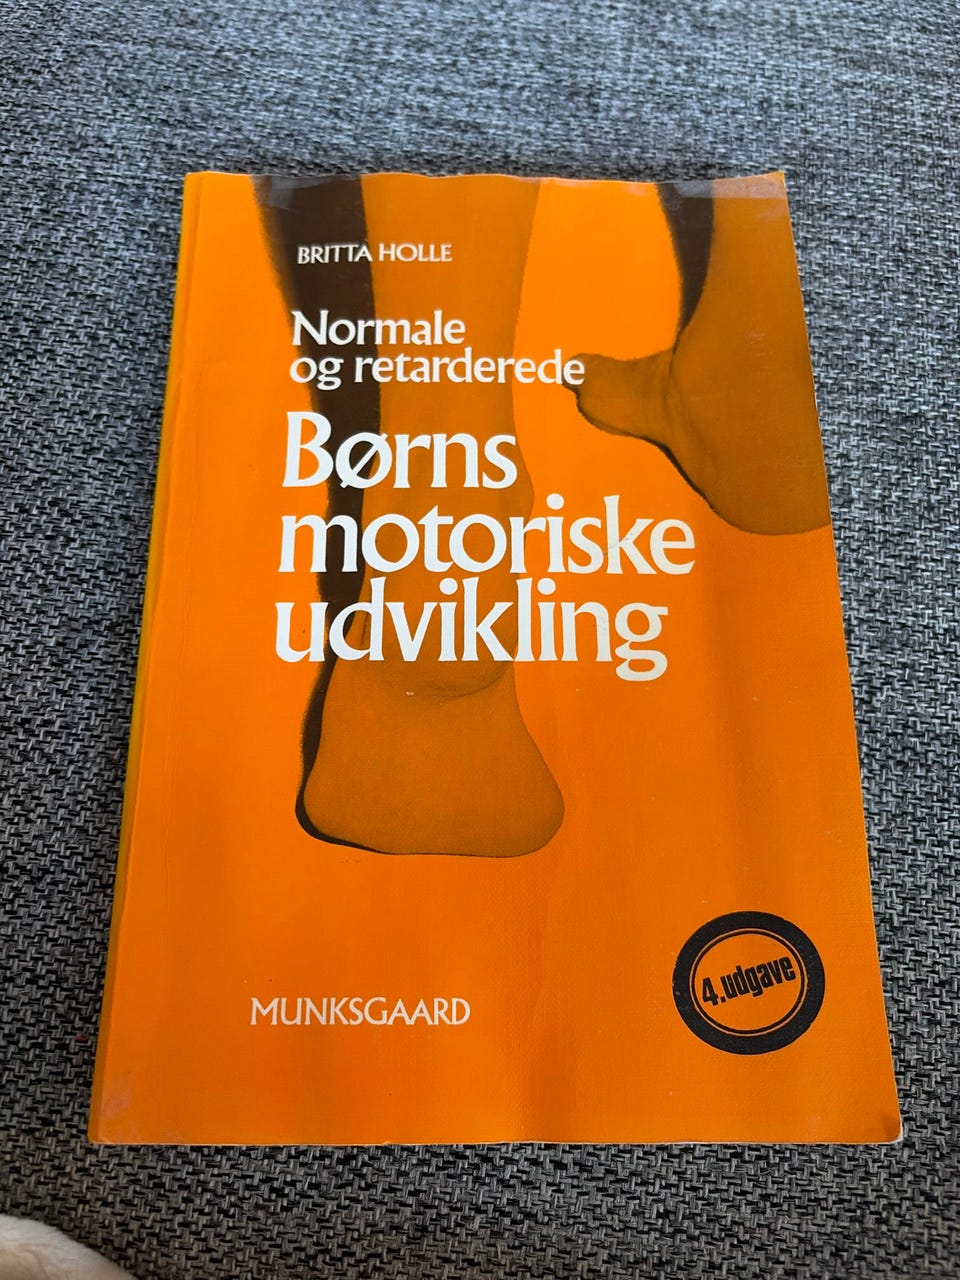 BRITTA HOLLE
Normale
og retarderede
Børns
motoriske
udvikling
4.udgave
MUNKSGAARD